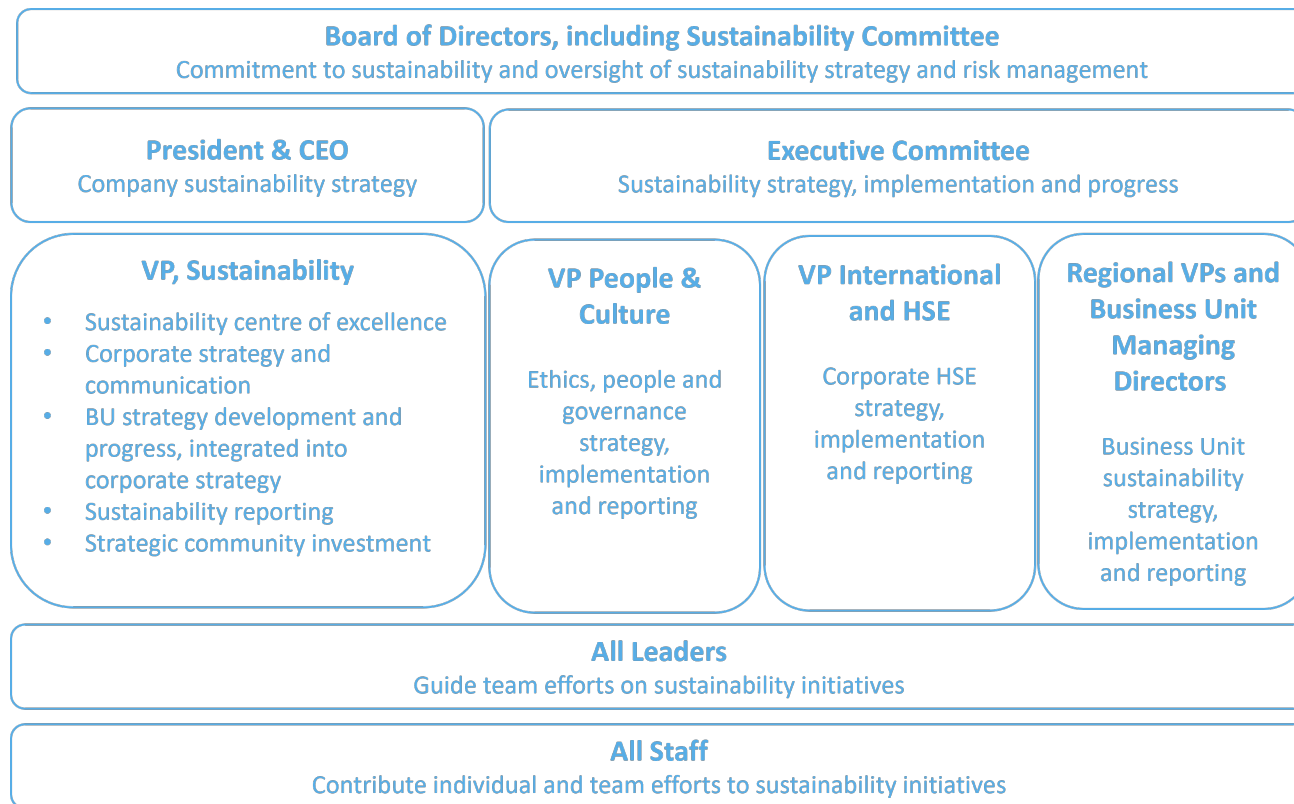 Board of Directors, including Sustainability Committee
Commitment to sustainability and oversight of sustainability strategy and risk management
President & CEO
Company sustainability strategy
Executive Committee
Sustainability strategy, implementation and progress
VP, Sustainability
• Sustainability centre of excellence
• Corporate strategy and
communication
• BU strategy development and
progress, integrated into
corporate strategy
• Sustainability reporting
• Strategic community investment
VP People &
Culture
Ethics, people and
governance
strategy,
implementation
and reporting
VP International
and HSE
Corporate HSE
strategy,
implementation
and reporting
Regional VPs and
Business Unit
Managing
Directors
Business Unit
sustainability
strategy,
implementation
and reporting
All Leaders
Guide team efforts on sustainability initiatives
All Staff
Contribute individual and team efforts to sustainability initiatives